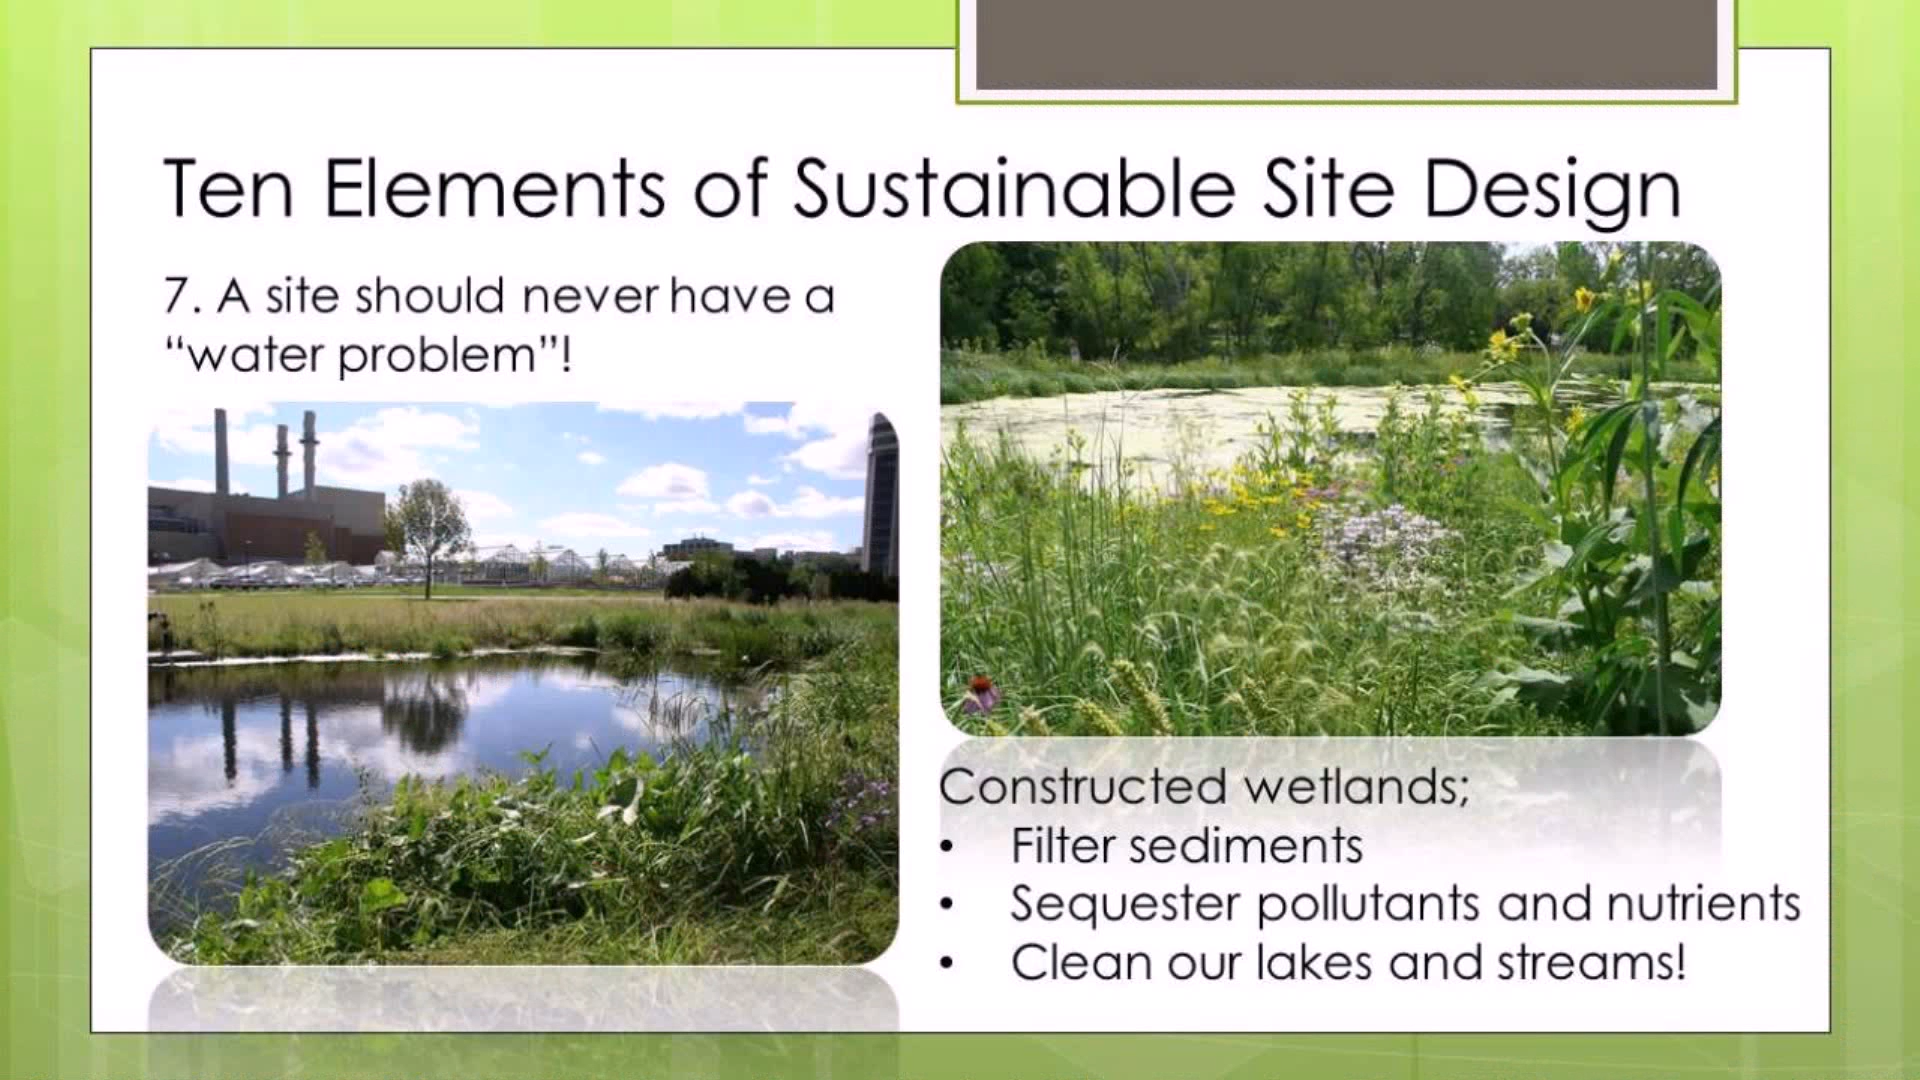 Ten Elements of Sustainable Site Design
7. A site should never have a
“water problem”!
Constructed wetlands;
• Filter sediments
• Sequester pollutants and nutrients
• Clean our lakes and streams!